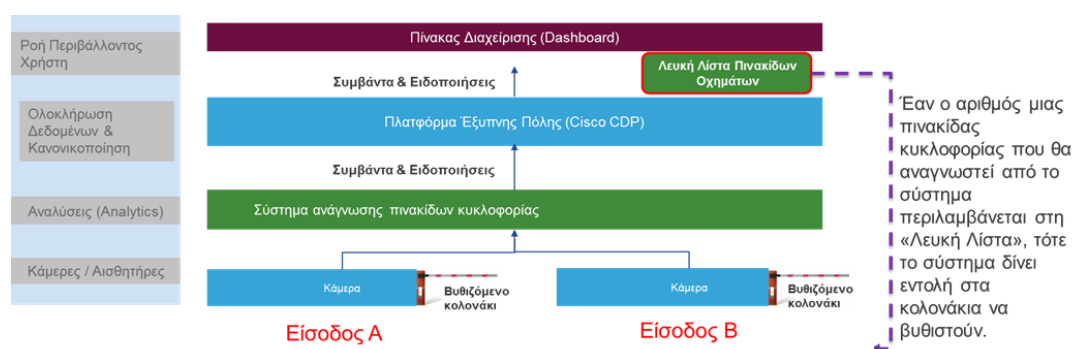 Ροή Περιβάλλοντος
Χρήστη
Πίνακας Διαχείρισης (Dashboard)
Συμβάντα & Ειδοποιήσεις
Λευκή Λίστα Πινακίδων
Οχημάτων
Ολοκλήρωση
Δεδομένων &
Κανονικοποίηση
Πλατφόρμα Έξυπνης Πόλης (Cisco CDP)
Συμβάντα & Ειδοποιήσεις
Αναλύσεις (Analytics)
Σύστημα ανάγνωσης πινακίδων κυκλοφορίας
Κάμερες / Αισθητήρες
Κάμερα
Βυθιζόμενο
κολονάκι
Κάμερα
Βυθιζόμενο
κολονάκι
Είσοδος Α
Είσοδος Β
Έαν ο αριθμός μιας
πινακίδας
κυκλοφορίας που θα
αναγνωστεί από το
σύστημα
περιλαμβάνεται στη
«Λευκή Λίστα», τότε
το σύστημα δίνει
εντολή στα
κολονάκια να
βυθιστούν.